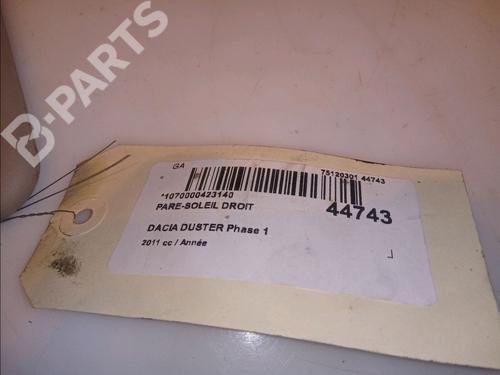 B-PARTS
GA
75120301 44743
*1070000423140
PARE-SOLEIL DROIT
44743
DACIA DUSTER Phase 1
2011 cc / Année